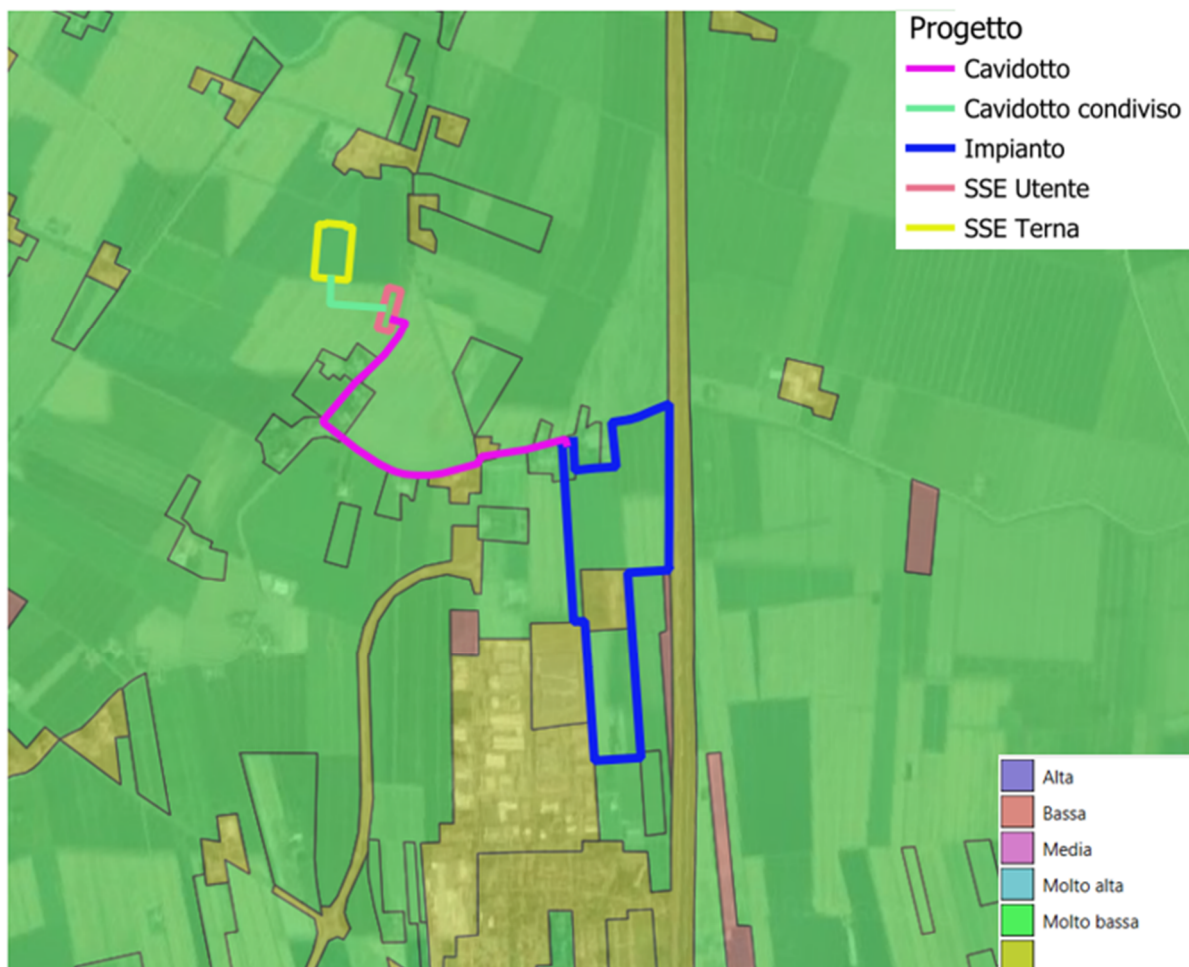 Progetto
Cavidotto
Cavidotto condiviso
Impianto
SSE Utente
SSE Terna
Alta
Bassa
Media
Molto alta
Molto bassa